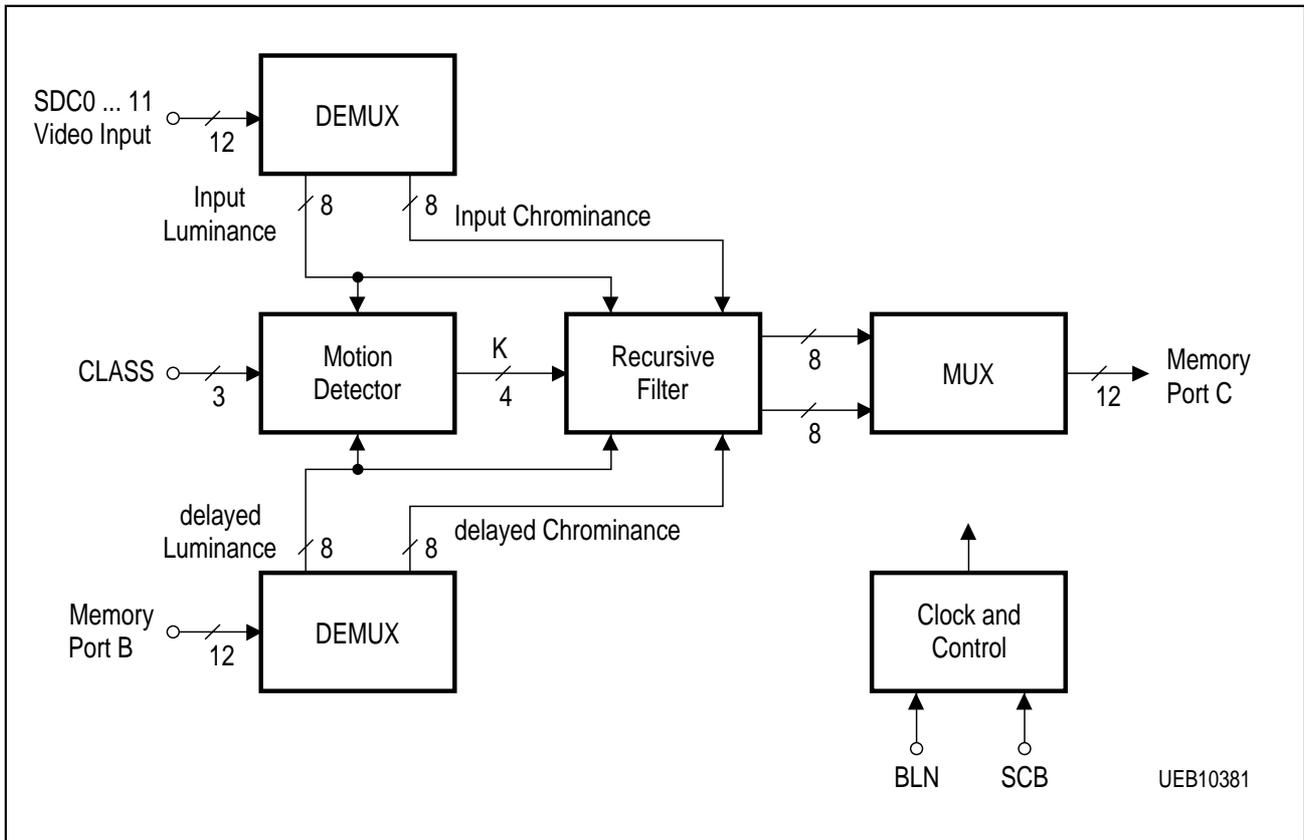 SDC0 ... 11
Video Input
12
DEMUX
Input
Luminance
8
8
Input Chrominance
CLASS
3
Motion
Detector
K
4
Recursive
Filter
8
8
MUX
12
Memory
Port C
delayed
Luminance
8
8
delayed Chrominance
Memory
Port B
12
DEMUX
Clock and
Control
BLN
SCB
UEB10381